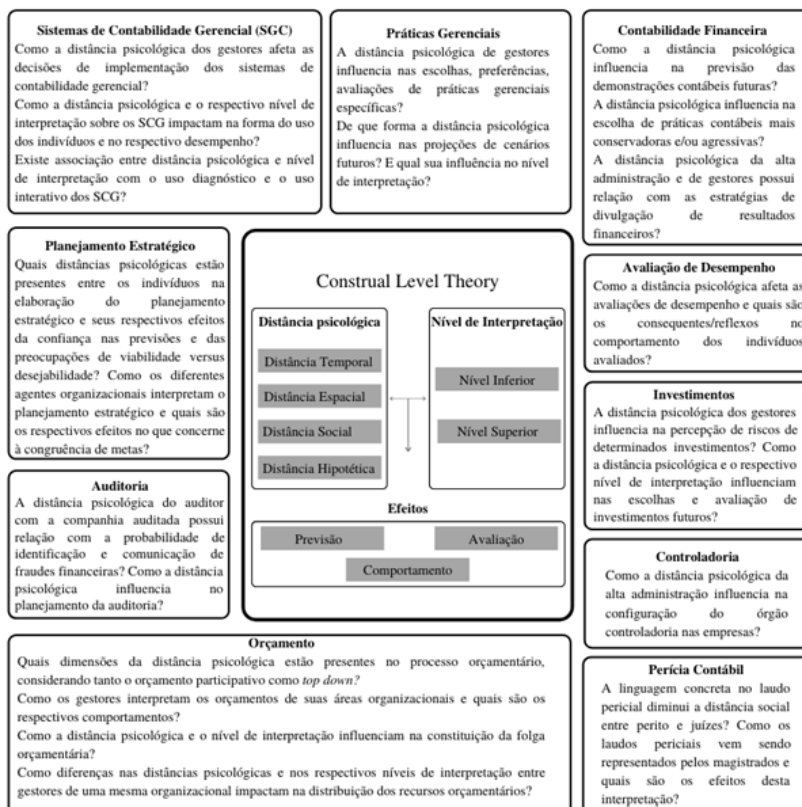 Sistemas de Contabilidade Gerencial (SGC)
Como a distância psicológica dos gestores afeta as
decisões de implementação dos sistemas de
contabilidade gerencial?
Como a distância psicológica e o respectivo nível de
interpretação sobre os SCG impactam na forma do uso
dos indivíduos e no respectivo desempenho?
Existe associação entre distância psicológica e nível
de interpretação com o uso diagnóstico e o uso
interativo dos SCG?
Práticas Gerenciais
A distância psicológica de gestores
influencia nas escolhas, preferências,
avaliações de práticas gerenciais
específicas?
De que forma a distância psicológica
influencia nas projeções de cenários
futuros? E qual sua influência no nível
de interpretação?
Contabilidade Financeira
Como a distância psicológica
influencia na previsão das
demonstrações contábeis futuras?
A distância psicológica influencia na
escolha de práticas contábeis mais
conservadoras e/ou agressivas?
A distância psicológica da alta
administração e de gestores possui
relação com as estratégias de
divulgação de resultados
financeiros?
Planejamento Estratégico
Quais distâncias psicológicas estão
presentes entre os indivíduos na
elaboração do planejamento
estratégico e seus respectivos efeitos
da confiança nas previsões e das
preocupações de viabilidade versus
desejabilidade? Como os diferentes
agentes organizacionais interpretam o
planejamento estratégico e quais são
os respectivos efeitos no que concerne
à congruência de metas?
Construal Level Theory
Distância psicológica
Distância Temporal
Distância Espacial
Distância Social
Distância Hipotética
Nível de Interpretação
Nível Inferior
Nível Superior
Efeitos
Previsão
Avaliação
Comportamento
Avaliação de Desempenho
Como a distância psicológica afeta as
avaliações de desempenho e quais são
os consequentes/reflexos no
comportamento dos indivíduos
avaliados?
Investimentos
A distância psicológica dos gestores
influencia na percepção de riscos de
determinados investimentos? Como
a distância psicológica e o respectivo
nível de interpretação influenciam
nas escolhas e avaliação de
investimentos futuros?
Auditoria
A distância psicológica do auditor
com a companhia auditada possui
relação com a probabilidade de
identificação e comunicação de
fraudes financeiras? Como a distância
psicológica influencia no
planejamento da auditoria?
Controladoria
Como a distância psicológica da
alta administração influencia na
configuração do órgão
controladoria nas empresas?
Orçamento
Quais dimensões da distância psicológica estão presentes no processo orçamentário,
considerando tanto o orçamento participativo como top down?
Como os gestores interpretam os orçamentos de suas áreas organizacionais e quais são os
respectivos comportamentos?
Como a distância psicológica e o nível de interpretação influenciam na constituição da folga
orçamentária?
Como diferenças nas distâncias psicológicas e nos respectivos níveis de interpretação entre
gestores de uma mesma organizacional impactam na distribuição dos recursos orçamentários?
Perícia Contábil
A linguagem concreta no laudo
pericial diminui a distância social
entre perito e juízes? Como os
laudos periciais vem sendo
representados pelos magistrados e
quais são os efeitos desta
interpretação?